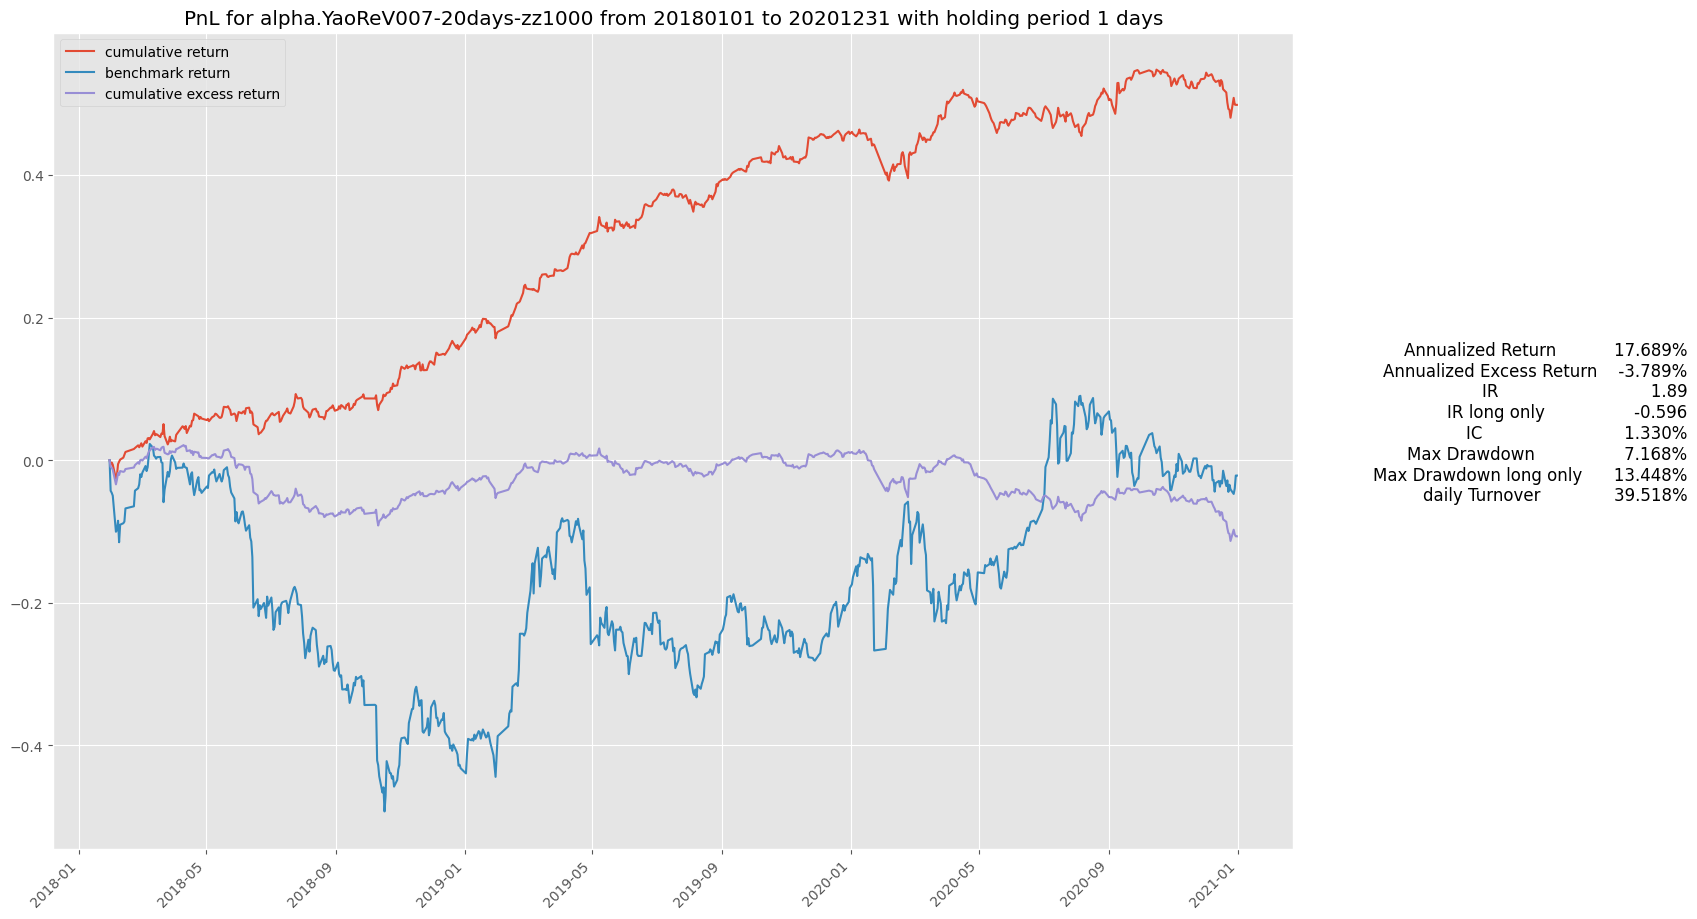 PnL for alpha.YaoReV007-20days-zz1000 from 20180101 to 20201231 with holding period 1 days
cumulative return
benchmark return
cumulative excess return
0.4
0.2
0.0
−0.2
−0.4
2018-01
2018-05
2018-09
2019-01
2019-05
2019-09
2020-01
2020-05
2020-09
2021-01
Annualized Return 17.689%
Annualized Excess Return -3.789%
IR 1.89
IR long only -0.596
IC 1.330%
Max Drawdown 7.168%
Max Drawdown long only 13.448%
daily Turnover 39.518%